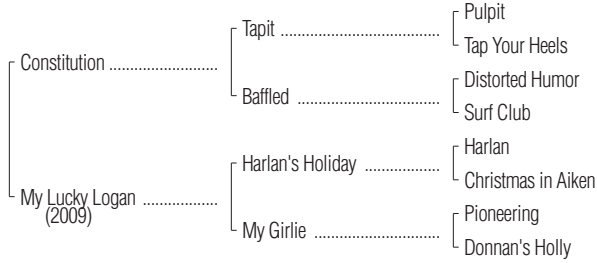 Pulpit
Tapit ..........................................
Tap Your Heels
Constitution ............................
Distorted Humor
Baffled .....................................
Surf Club
Harlan
Harlan's Holiday ...................
Christmas in Aiken
My Lucky Logan ...................
(2009)
Pioneering
My Girlie ................................
Donnan's Holly